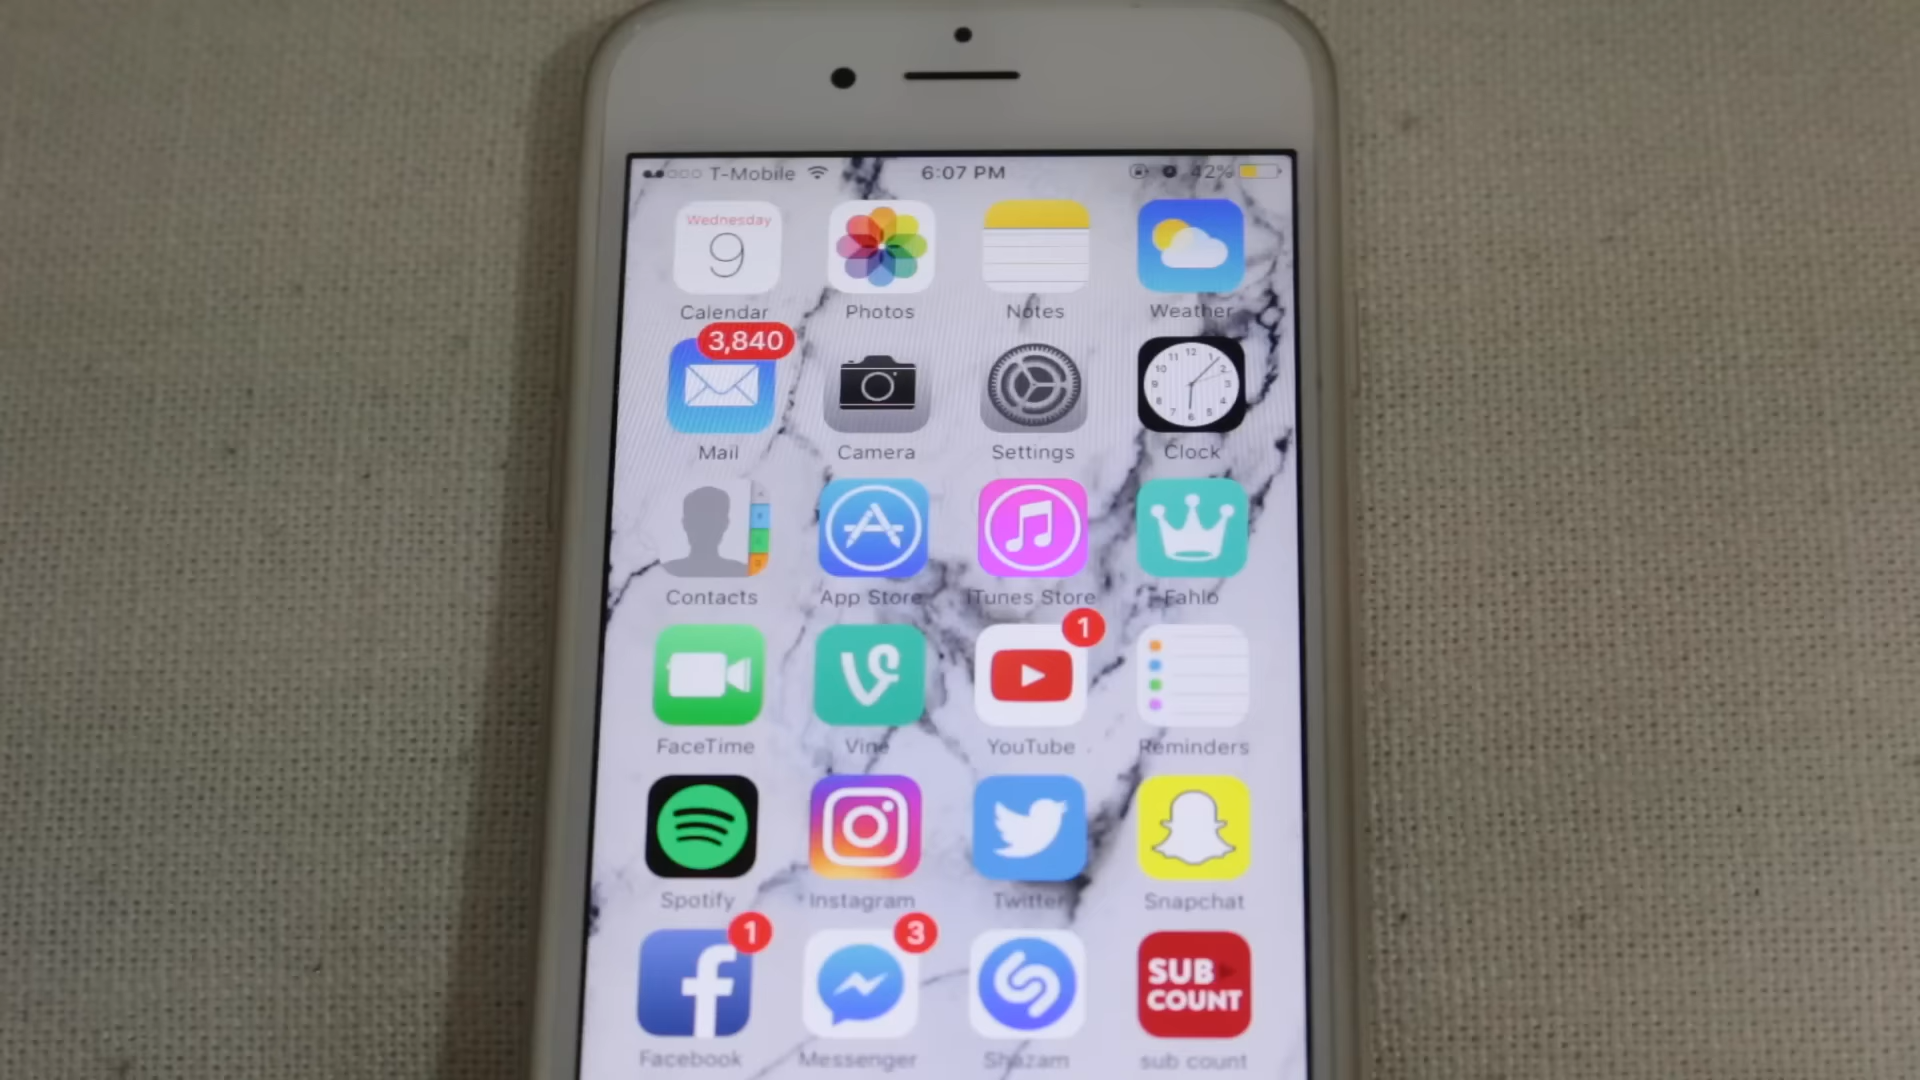 T-Mobile 6:07 PM 42%
Wednesday
9
Calendar Photos Notes Weather
3,840
Mail Camera Settings Clock
Contacts App Store iTunes Store Fahlo
1
FaceTime Vine YouTube Reminders
Spotify Instagram Twitter Snapchat
1 3
SUB
COUNT
Facebook Messenger Shazam sub count